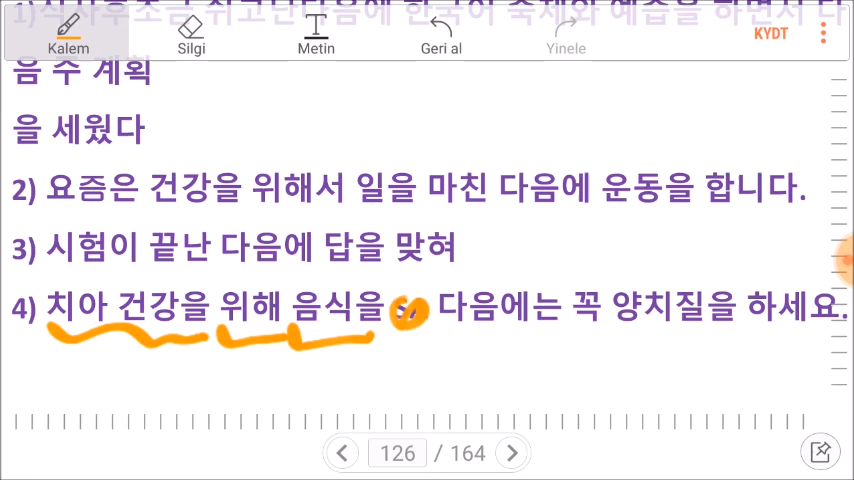 Kalem
Silgi
Metin
Geri al
Yinele
KYDT
음 주 계획
을 세웠다
2) 요즘은 건강을 위해서 일을 마친 다음에 운동을 합니다.
3) 시험이 끝난 다음에 답을 맞혀
4) 치아 건강을 위해 음식을 다음에는 꼭 양치질을 하세요.
126 / 164